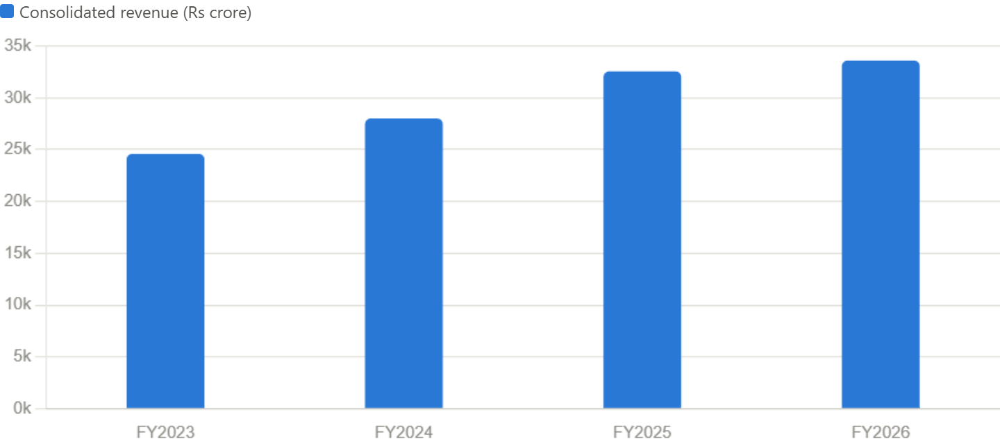 Consolidated revenue (Rs crore)
35k
30k
25k
20k
15k
10k
5k
0k
FY2023 FY2024 FY2025 FY2026